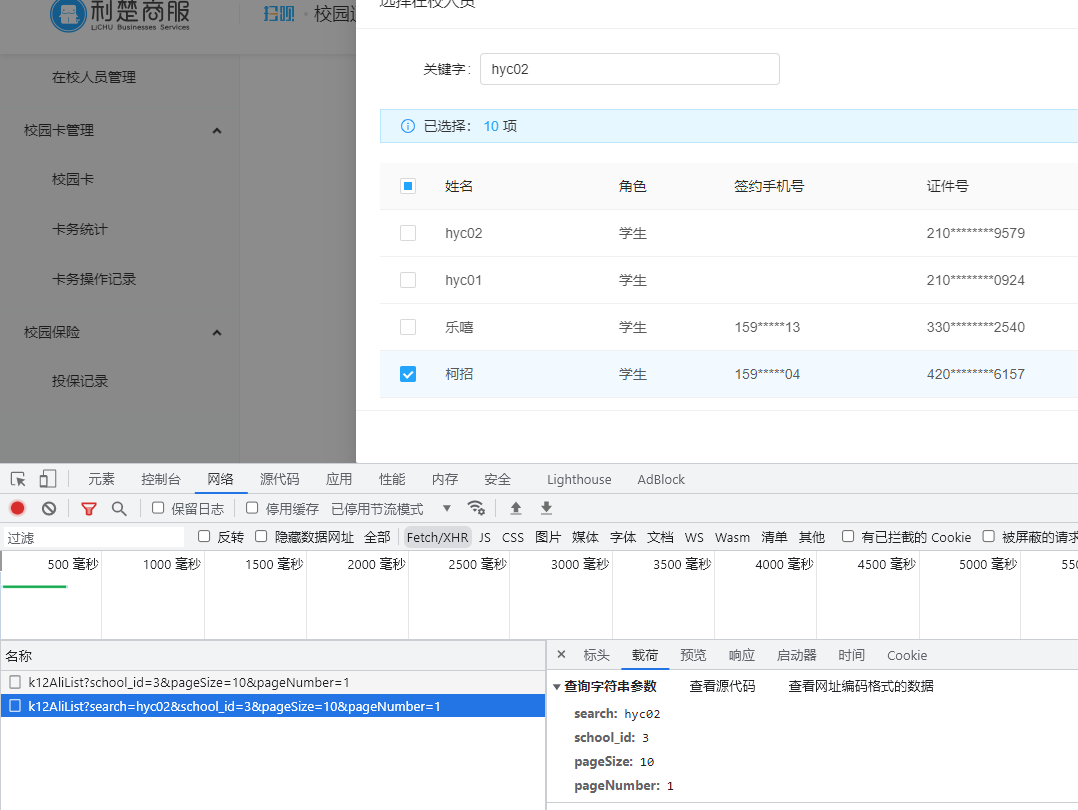 利楚商服
LiCHU Businesses Services
扫呗
校园
选择在校人员
在校人员管理
校园卡管理
校园卡
卡务统计
卡务操作记录
校园保险
投保记录
关键字:
hyc02
已选择: 10 项
姓名 角色 签约手机号 证件号
hyc02 学生 210********9579
hyc01 学生 210********0924
乐嘻 学生 159*****13 330********2540
柯招 学生 159*****04 420********6157
元素 控制台 网络 源代码 应用 性能 内存 安全 Lighthouse AdBlock
保留日志 停用缓存 已停用节流模式
过滤 反转 隐藏数据网址 全部 Fetch/XHR JS CSS 图片 媒体 字体 文档 WS Wasm 清单 其他 有已拦截的 Cookie 被屏蔽的请求
500 毫秒 1000 毫秒 1500 毫秒 2000 毫秒 2500 毫秒 3000 毫秒 3500 毫秒 4000 毫秒 4500 毫秒 5000 毫秒 550
名称
k12AliList?school_id=3&pageSize=10&pageNumber=1
k12AliList?search=hyc02&school_id=3&pageSize=10&pageNumber=1
× 标头 载荷 预览 响应 启动器 时间 Cookie
查询字符串参数 查看源代码 查看网址编码格式的数据
search: hyc02
school_id: 3
pageSize: 10
pageNumber: 1